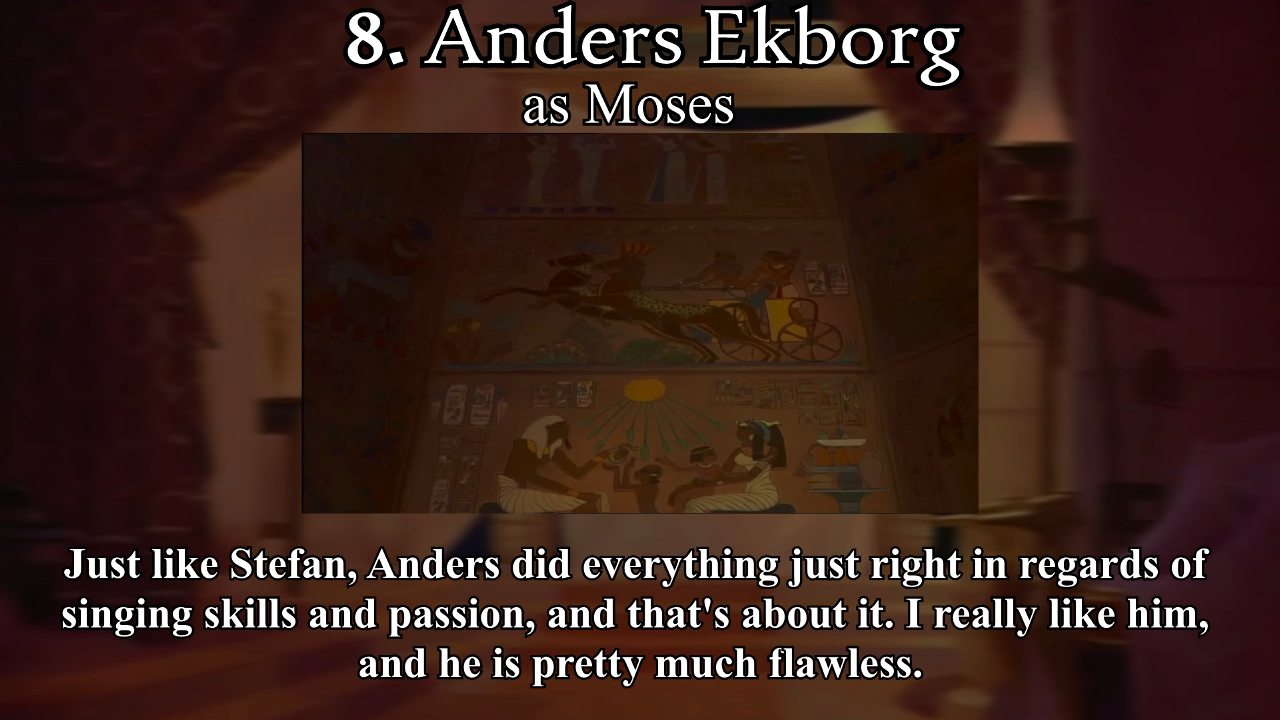 8. Anders Ekborg
as Moses
Just like Stefan, Anders did everything just right in regards of
singing skills and passion, and that's about it. I really like him,
and he is pretty much flawless.